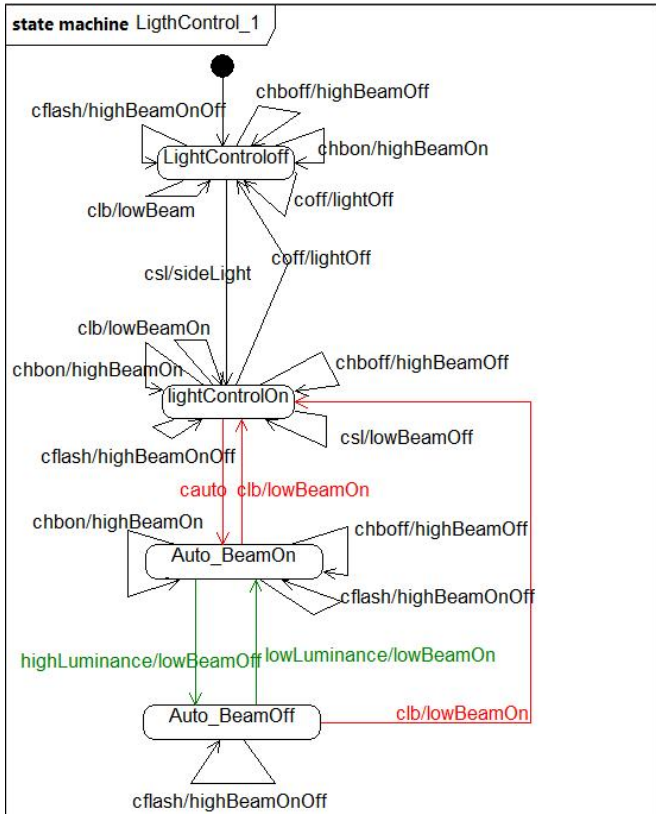 state machine LigthControl_1
chboff/highBeamOff
cflash/highBeamOnOff
chbon/highBeamOn
LightControloff
clb/lowBeam
coff/lightOff
coff/lightOff
csl/sideLight
clb/lowBeamOn
chboff/highBeamOff
chbon/highBeamOn
lightControlOn
csl/lowBeamOff
cflash/highBeamOnOff
cauto clb/lowBeamOn
chbon/highBeamOn
chboff/highBeamOff
Auto_BeamOn
cflash/highBeamOnOff
highLuminance/lowBeamOff
lowLuminance/lowBeamOn
Auto_BeamOff
clb/lowBeamOn
cflash/highBeamOnOff